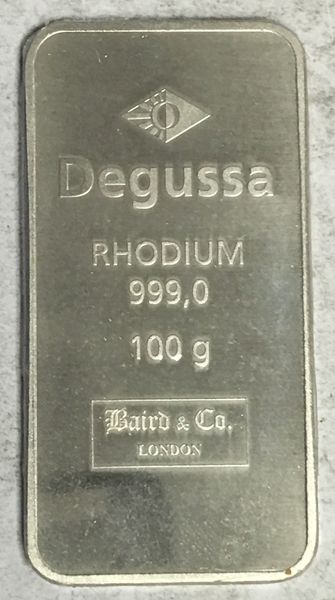 Degussa
RHODIUM
999,0
100 g
Baird & Co.
LONDON